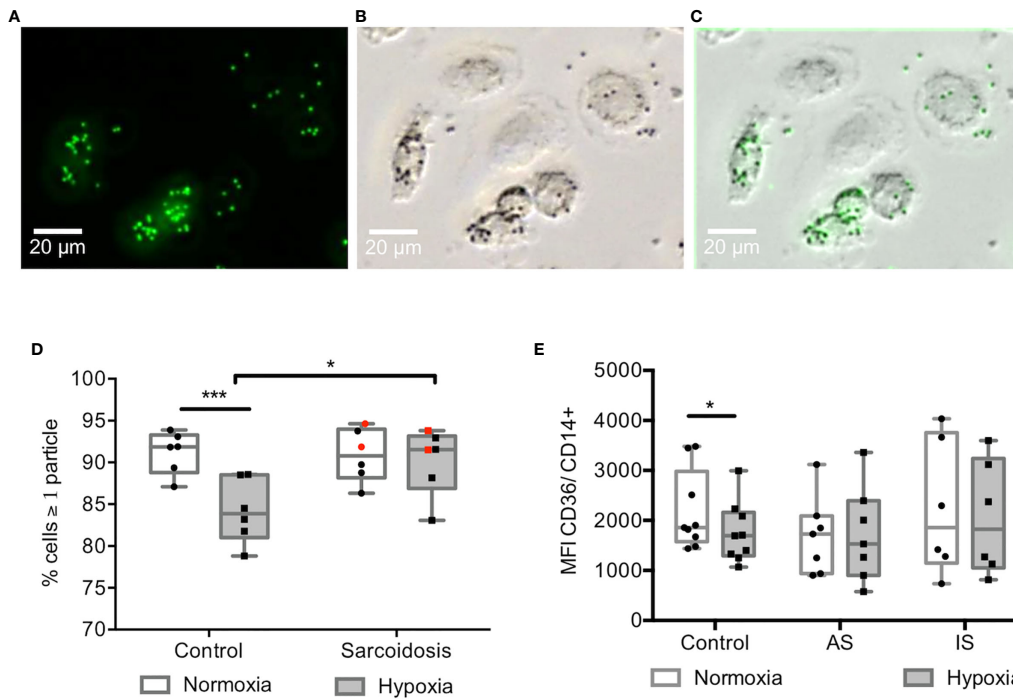 A
B
C
20 µm
20 µm
20 µm
D
E
% cells ≥ 1 particle
100
95
90
85
80
75
70
***
*
Control
Sarcoidosis
Normoxia
Hypoxia
MFI CD36/ CD14+
5000
4000
3000
2000
1000
0
*
Control
AS
IS
Normoxia
Hypoxia